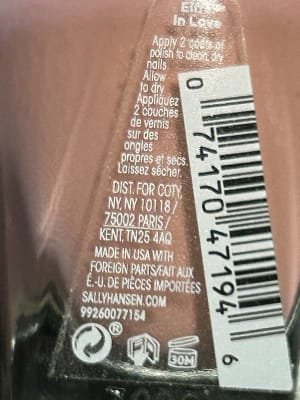 In Love
Apply 2 coats of
polish to clean, dry
nails.
Allow
to dry.
Appliquez
2 couches
de vernis
sur des
ongles
propres et secs.
Laissez sécher.
DIST. FOR COTY,
NY, NY 10118 /
75002 PARIS /
KENT, TN25 4AQ
MADE IN USA WITH
FOREIGN PARTS/FAIT AUX
É.-U. DE PIÈCES IMPORTÉES
SALLYHANSEN.COM
99260077154
®
30M
0 74170 47194 6